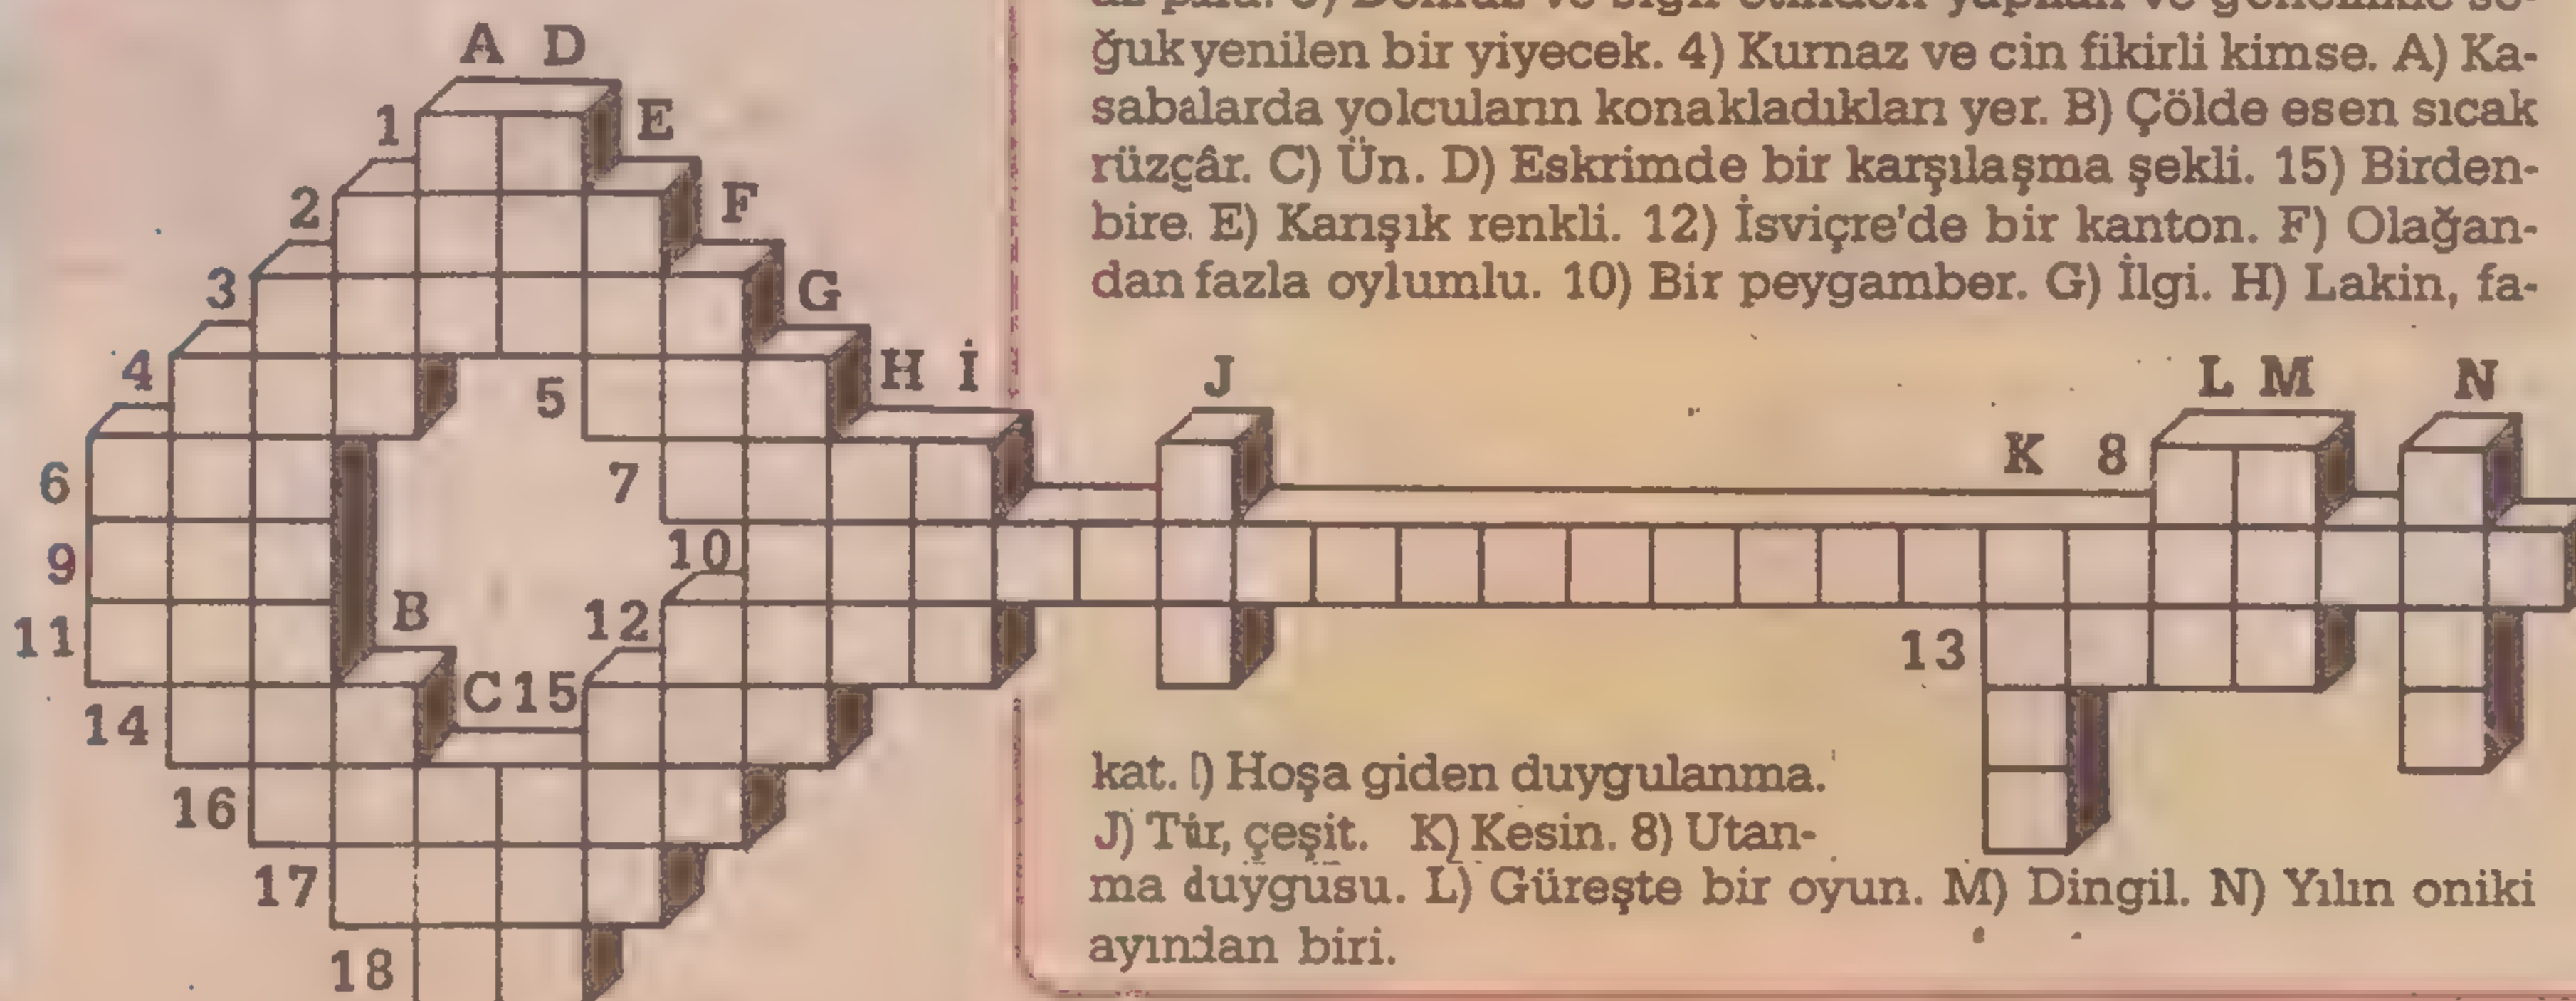 ğuk yenilen bir yiyecek. 4) Kurnaz ve cin fikirli kimse. A) Ka-
sabalarda yolcuların konakladıkları yer. B) Çölde esen sıcak
rüzgâr. C) Ün. D) Eskrimde bir karşılaşma şekli. 15) Birden-
bire. E) Karışık renkli. 12) İsviçre'de bir kanton. F) Olağan-
dan fazla oylumlu. 10) Bir peygamber. G) İlgi. H) Lakin, fa-
kat. İ) Hoşa giden duygulanma.
J) Tür, çeşit. K) Kesin. 8) Utan-
ma duygusu. L) Güreşte bir oyun. M) Dingil. N) Yılın oniki
ayından biri.
A D
1 E
2 F
3 G
4 5 H İ J L M N
6 7 K 8
9 10
11 B 12 13
14 C 15
16
17
18